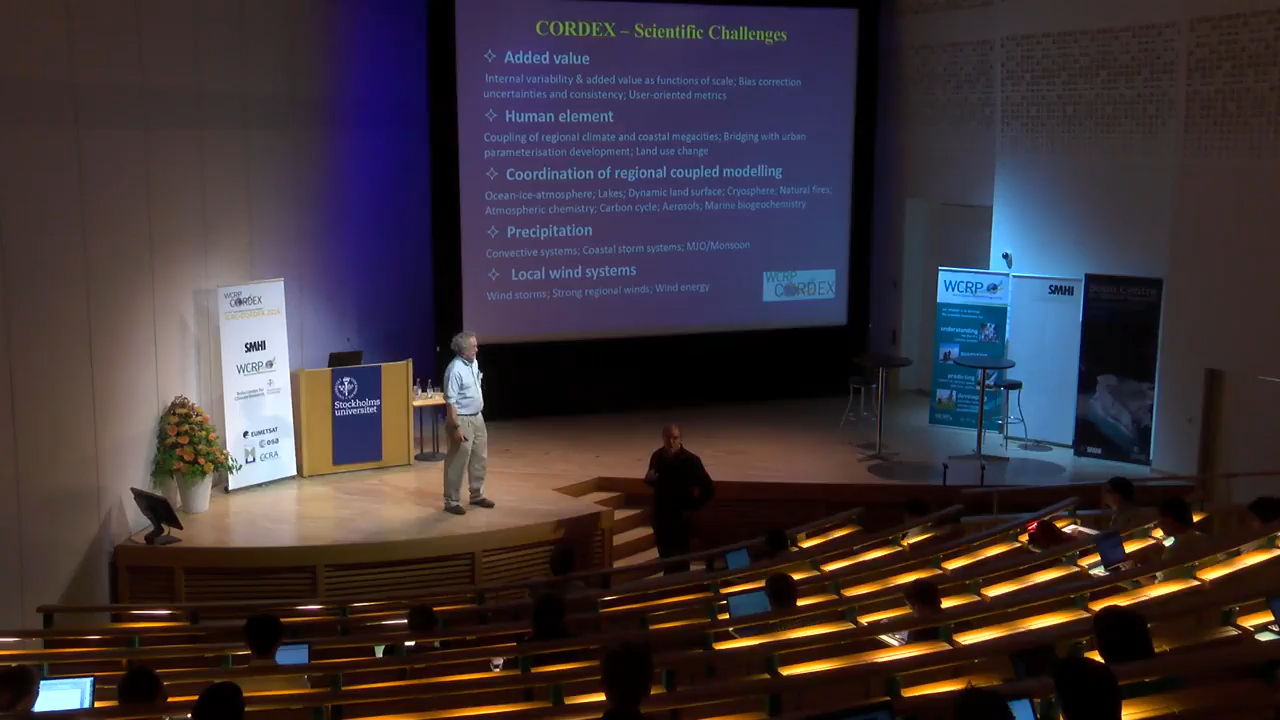 CORDEX – Scientific Challenges
Added value
Internal variability & added value as functions of scale; Bias correction
uncertainties and consistency; User-oriented metrics
Human element
Coupling of regional climate and coastal megacities; Bridging with urban
parameterisation development; Land use change
Coordination of regional coupled modelling
Ocean-ice-atmosphere; Lakes; Dynamic land surface; Cryosphere; Natural fires;
Atmospheric chemistry; Carbon cycle; Aerosols; Marine biogeochemistry
Precipitation
Convective systems; Coastal storm systems; MJO/Monsoon
Local wind systems
Wind storms; Strong regional winds; Wind energy
WCRP
CORDEX
WCRP
CORDEX
SMHI
WCRP
EUMETSAT
esa
Stockholms
universitet
WCRP
understanding
predicting
SMHI